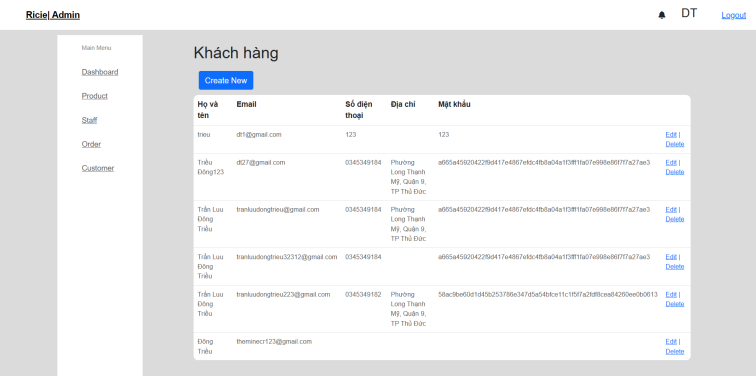 Riciel Admin
DT
Logout
Main Menu
Dashboard
Product
Staff
Order
Customer
Khách hàng
Create New
Họ và tên Email Số điện thoại Địa chỉ Mật khẩu
trieu dt1@gmail.com 123 123 Edit | Delete
Triều Đông123 dt27@gmail.com 0345349184 Phường Long Thạnh Mỹ, Quận 9, TP Thủ Đức Edit | Delete
Trần Lưu Đông Triều tranluudongtrieu@gmail.com 0345349184 Phường Long Thạnh Mỹ, Quận 9, TP Thủ Đức Edit | Delete
Trần Lưu Đông Triều tranluudongtrieu32312@gmail.com 0345349184 Edit | Delete
Trần Lưu Đông Triều tranluudongtrieu223@gmail.com 0345349182 Phường Long Thạnh Mỹ, Quận 9, TP Thủ Đức Edit | Delete
Đông Triều theminecr123@gmail.com Edit | Delete